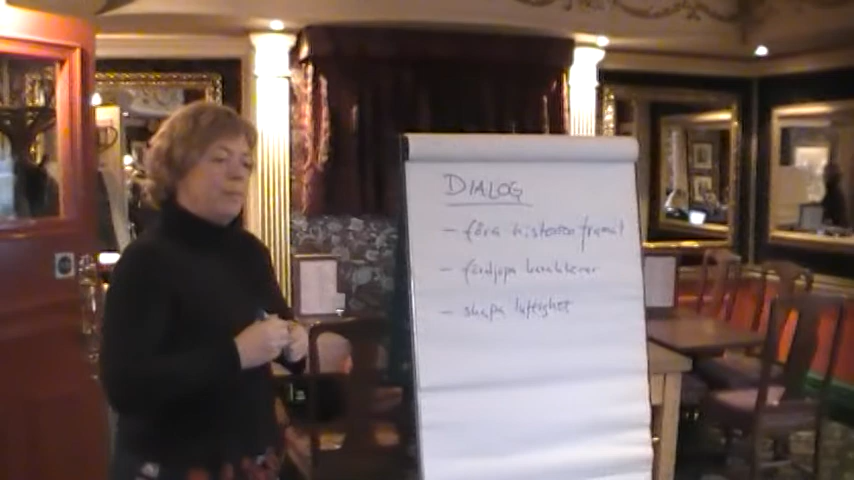 DIALOG
- föra historien framåt
- fördjupa karaktärer
- skapa luftighet